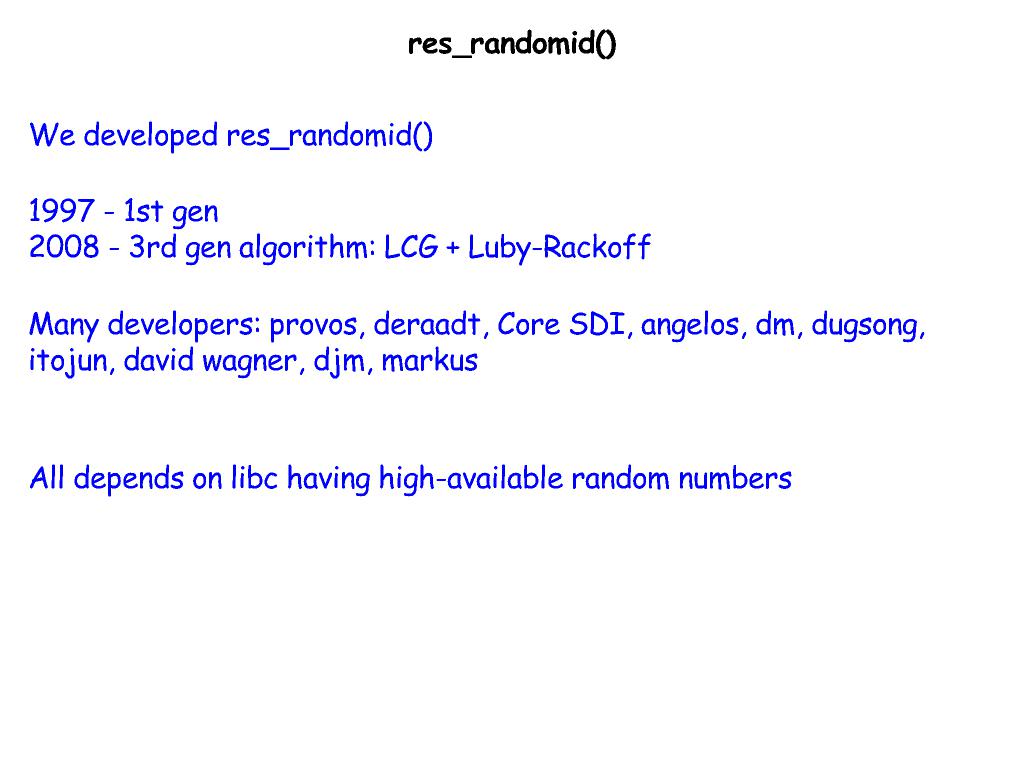 res_randomid()
We developed res_randomid()
1997 - 1st gen
2008 - 3rd gen algorithm: LCG + Luby-Rackoff
Many developers: provos, deraadt, Core SDI, angelos, dm, dugsong,
itojun, david wagner, djm, markus
All depends on libc having high-available random numbers